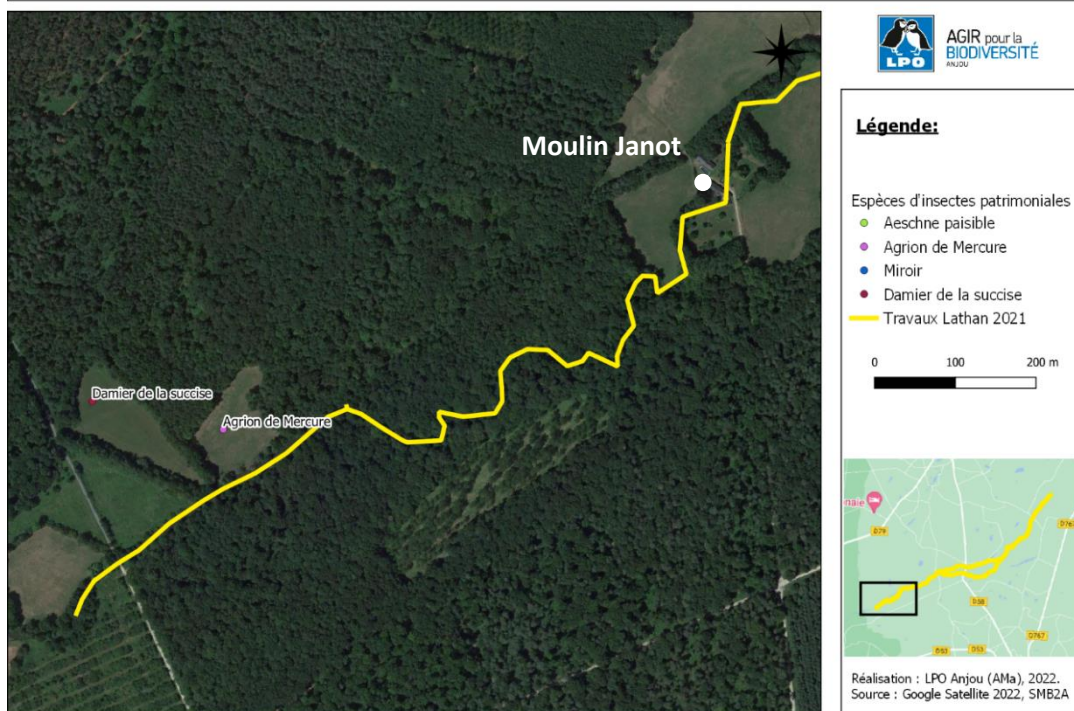 Moulin Janot
Damier de la succise
Agrion de Mercure
LPO
AGIR pour la
BIODIVERSITÉ
ANJOU
Légende:
Espèces d'insectes patrimoniales
Aeschne paisible
Agrion de Mercure
Miroir
Damier de la succise
Travaux Lathan 2021
0 100 200 m
naie
D79
D58
D767
D53 D53
Réalisation : LPO Anjou (AMa), 2022.
Source : Google Satellite 2022, SMB2A